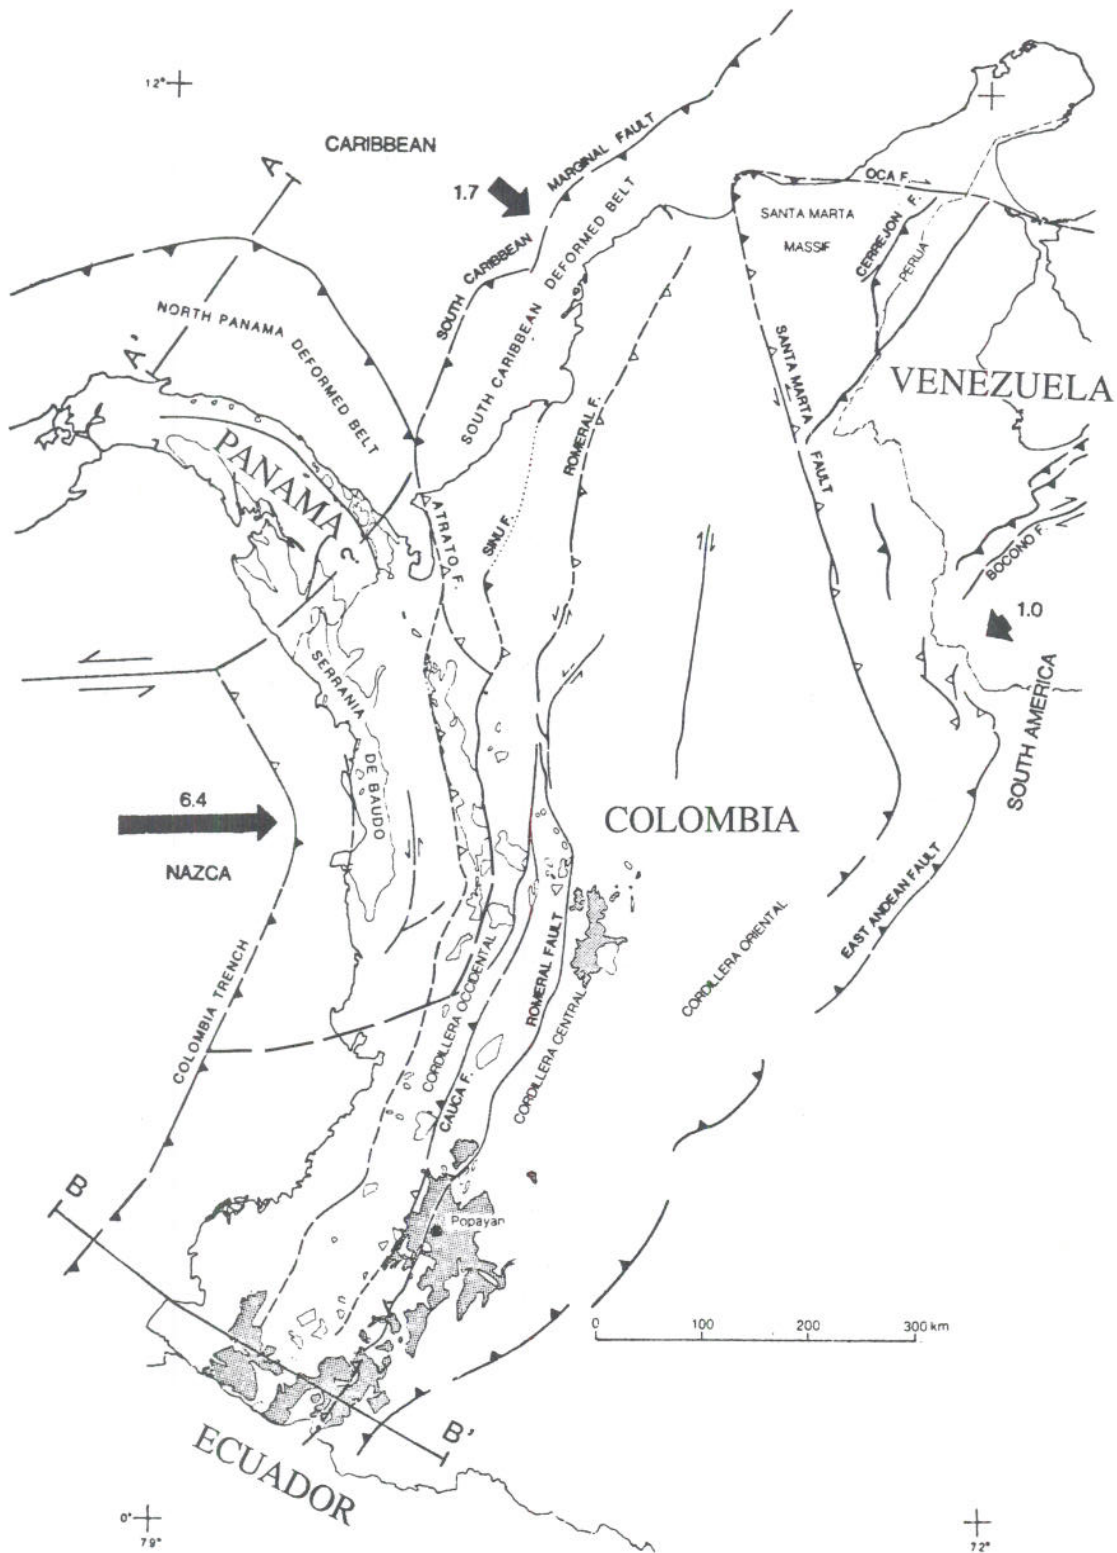 12°
CARIBBEAN
A
1.7
SOUTH CARIBBEAN MARGINAL FAULT
SOUTH CARIBBEAN DEFORMED BELT
OCA F.
SANTA MARTA
MASSIF
CERREJON F.
PERIJA
A'
NORTH PANAMA
DEFORMED BELT
PANAMA
?
VENEZUELA
SANTA MARTA FAULT
ROMERAL F.
ATRATO F.
SINU F.
BOCONO F.
1.0
SOUTH AMERICA
SERRANIA
DE BAUDO
6.4
NAZCA
COLOMBIA
COLOMBIA TRENCH
CORDILLERA OCCIDENTAL
CAUCA F.
ROMERAL FAULT
CORDILLERA CENTRAL
CORDILLERA ORIENTAL
EAST ANDEAN FAULT
B
Popayan
0 100 200 300 km
B'
ECUADOR
0°
79°
72°